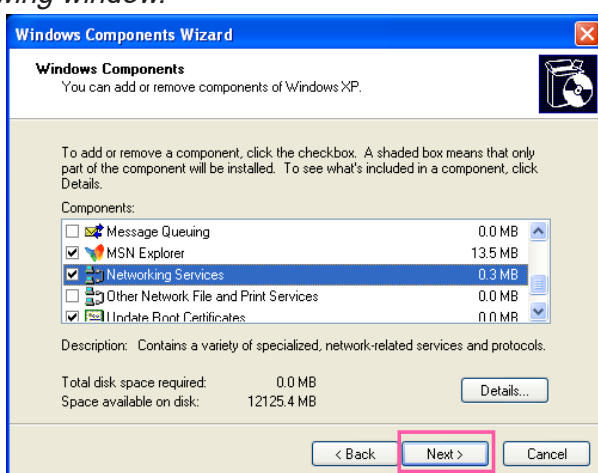 wing window.
Windows Components Wizard
Windows Components
You can add or remove components of Windows XP.
To add or remove a component, click the checkbox. A shaded box means that only
part of the component will be installed. To see what's included in a component, click
Details.
Components:
Message Queuing 0.0 MB
MSN Explorer 13.5 MB
Networking Services 0.3 MB
Other Network File and Print Services 0.0 MB
Update Root Certificates 0.0 MB
Description: Contains a variety of specialized, network-related services and protocols.
Total disk space required: 0.0 MB
Space available on disk: 12125.4 MB
Details...
< Back Next > Cancel